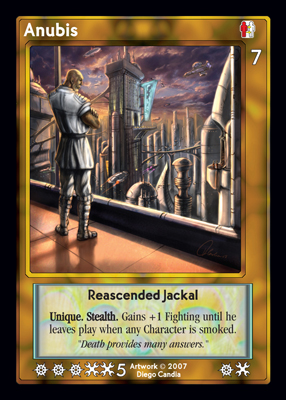 Anubis
7
Reascended Jackal
Unique. Stealth. Gains +1 Fighting until he
leaves play when any Character is smoked.
"Death provides many answers."
5
Artwork © 2007
Diego Candia